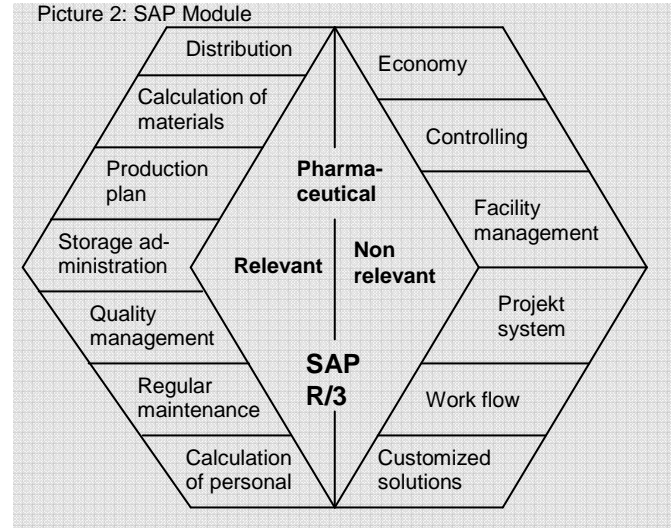 Picture 2: SAP Module
Distribution
Calculation of
materials
Production
plan
Storage ad-
ministration
Quality
management
Regular
maintenance
Calculation
of personal
Pharma-
ceutical
Relevant
Non
relevant
SAP
R/3
Economy
Controlling
Facility
management
Projekt
system
Work flow
Customized
solutions